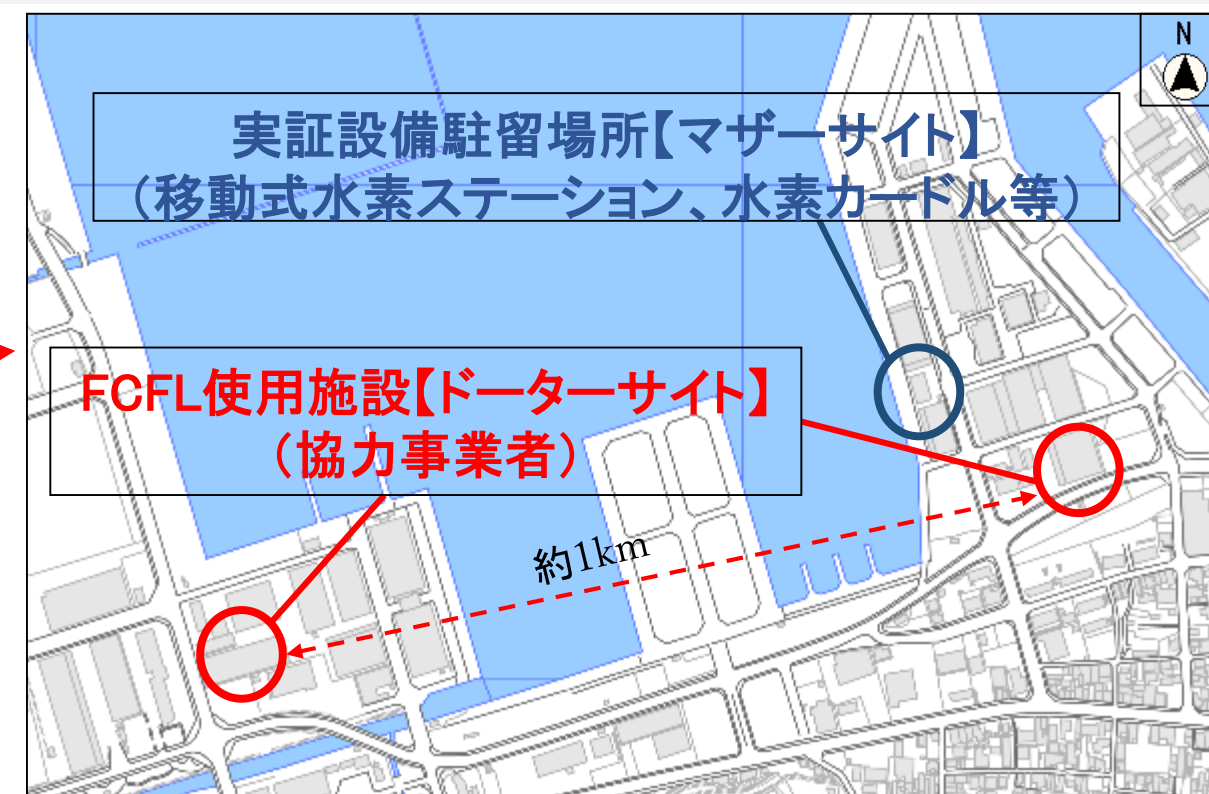 N
実証設備駐留場所【マザーサイト】
（移動式水素ステーション、水素カードル等）
FCFL使用施設【ドーターサイト】
（協力事業者）
約1km